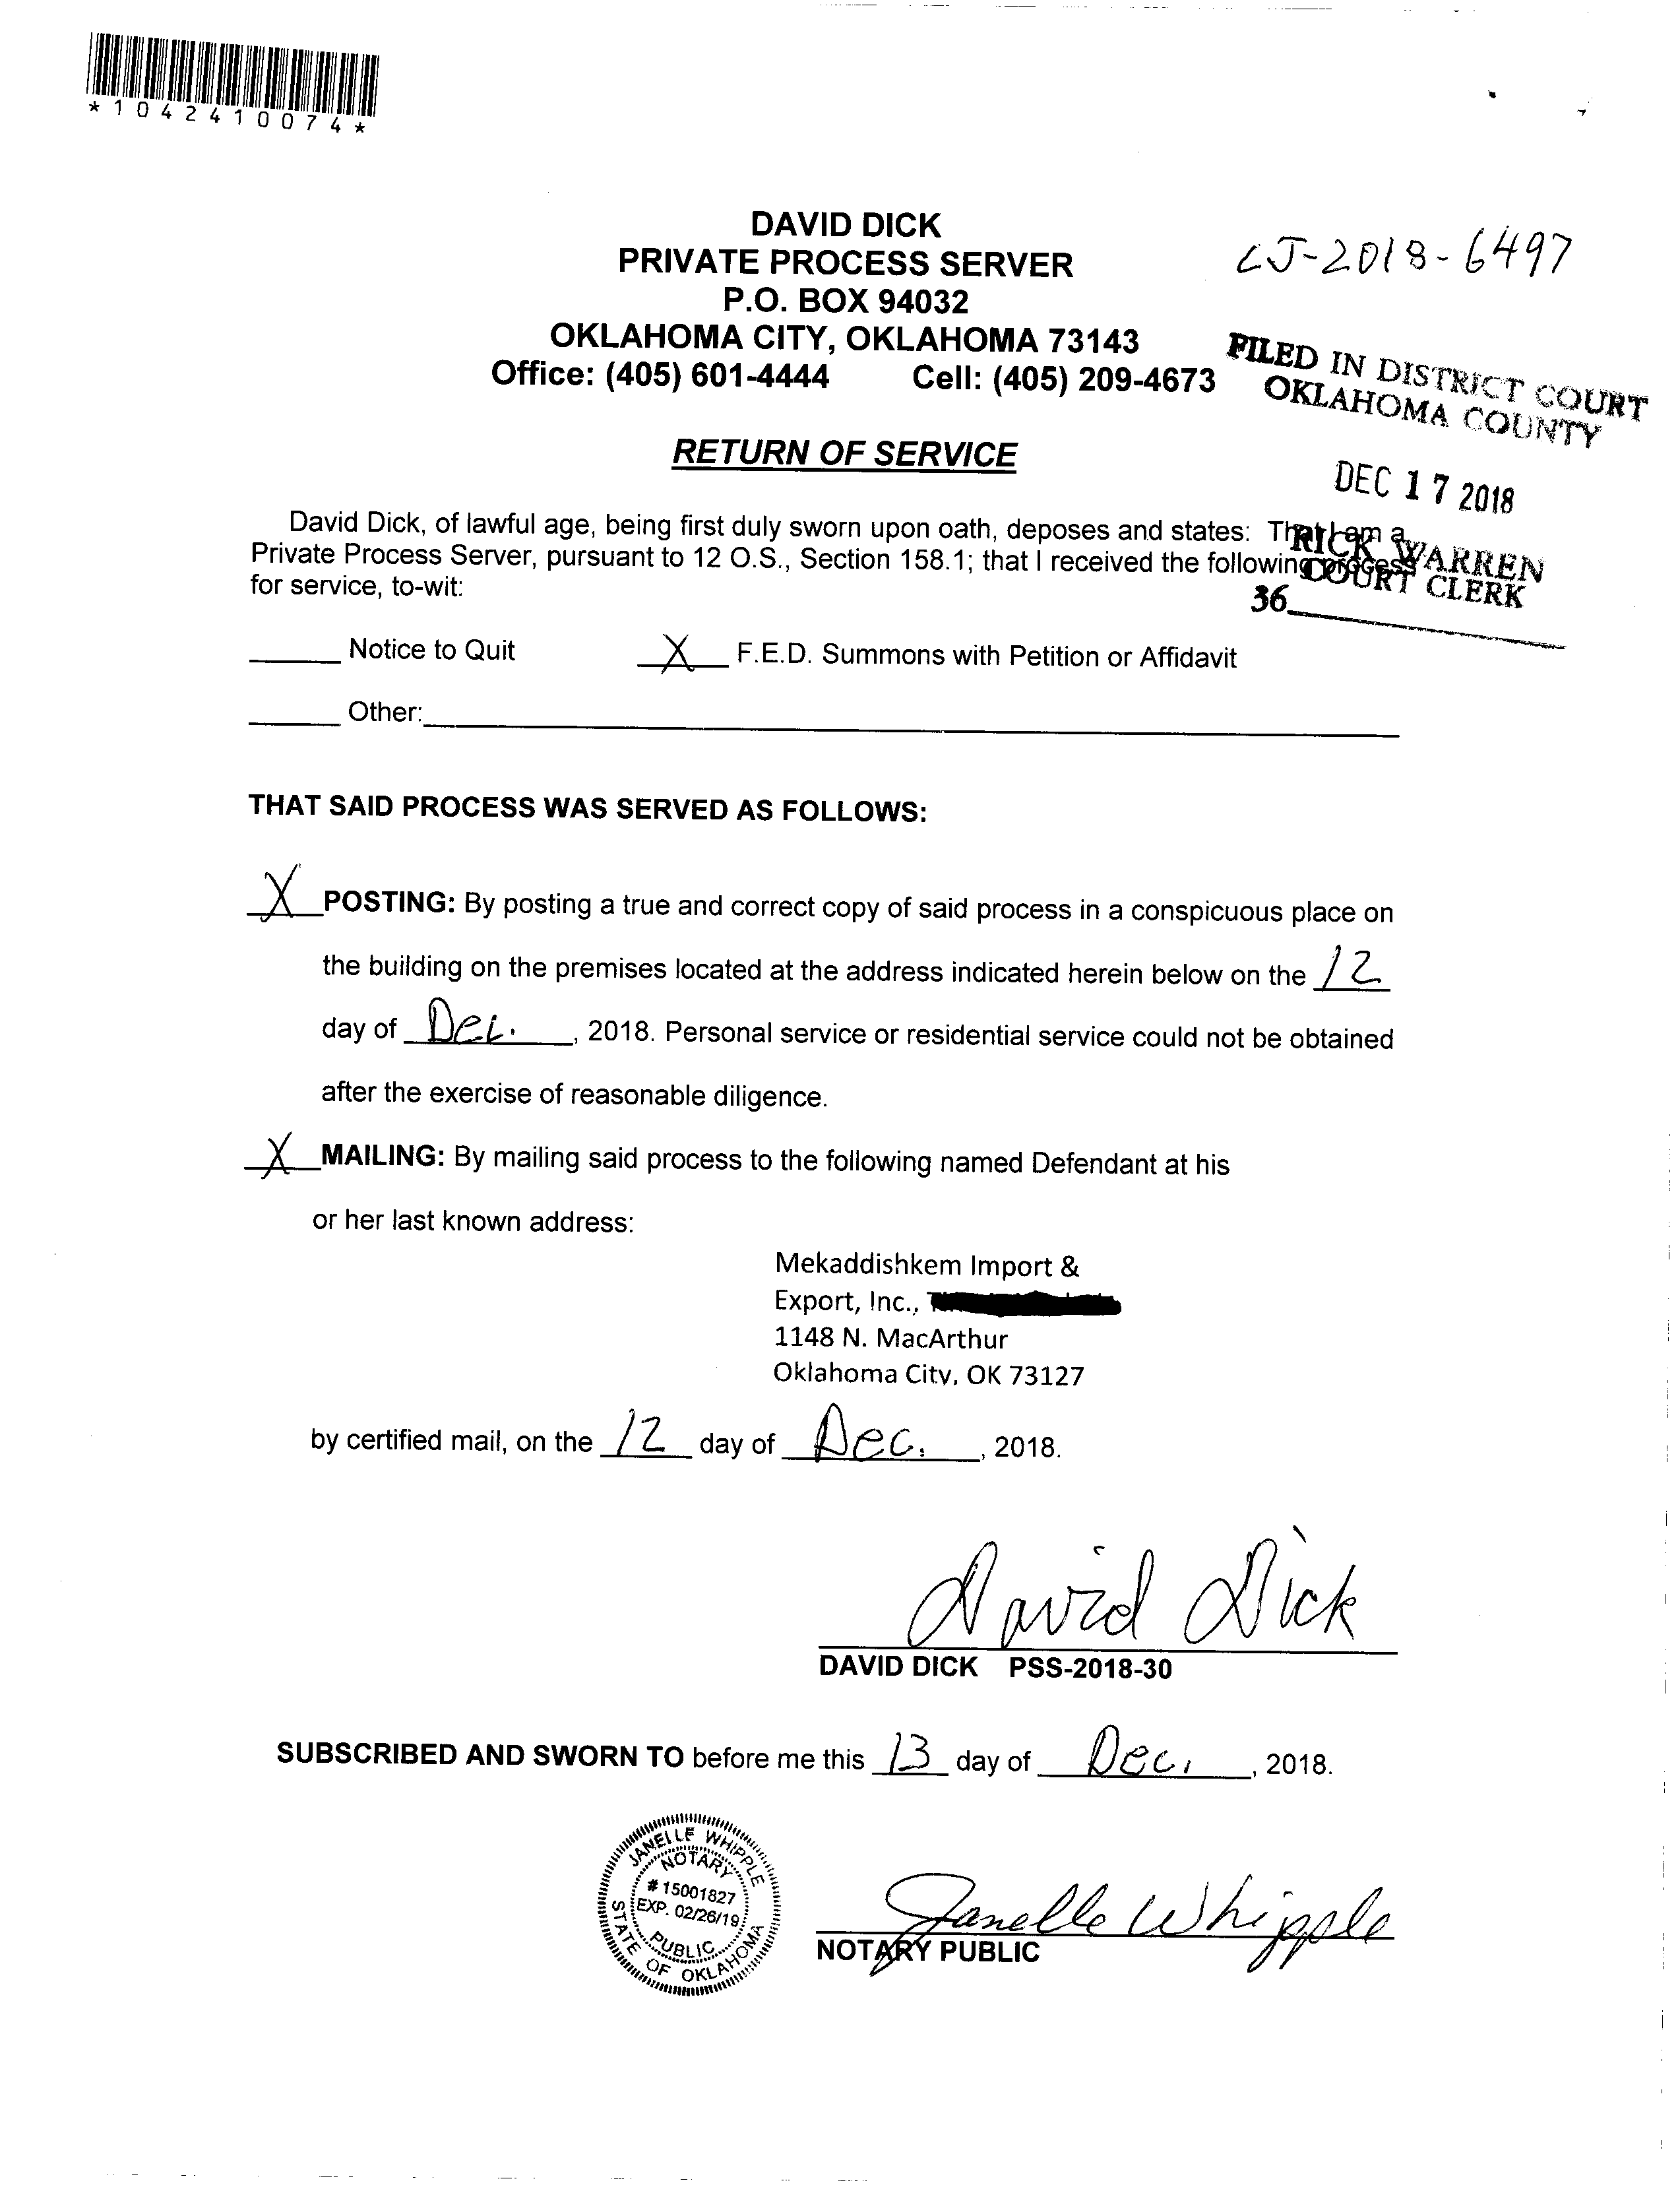 *1042410074*
DAVID DICK
PRIVATE PROCESS SERVER
P.O. BOX 94032
OKLAHOMA CITY, OKLAHOMA 73143
Office: (405) 601-4444 Cell: (405) 209-4673
CJ-2018-6497
FILED IN DISTRICT COURT
OKLAHOMA COUNTY
DEC 17 2018
RICK WARREN
COURT CLERK
36
RETURN OF SERVICE
David Dick, of lawful age, being first duly sworn upon oath, deposes and states: That I am a
Private Process Server, pursuant to 12 O.S., Section 158.1; that I received the following process
for service, to-wit:
Notice to Quit X F.E.D. Summons with Petition or Affidavit
Other:
THAT SAID PROCESS WAS SERVED AS FOLLOWS:
X POSTING: By posting a true and correct copy of said process in a conspicuous place on
the building on the premises located at the address indicated herein below on the 12
day of Dec. , 2018. Personal service or residential service could not be obtained
after the exercise of reasonable diligence.
X MAILING: By mailing said process to the following named Defendant at his
or her last known address:
Mekaddishkem Import &
Export, Inc.,
1148 N. MacArthur
Oklahoma City, OK 73127
by certified mail, on the 12 day of Dec. , 2018.
David Dick
DAVID DICK PSS-2018-30
SUBSCRIBED AND SWORN TO before me this 13 day of Dec. , 2018.
JANELLE WHIPPLE
NOTARY
# 15001827
EXP. 02/26/19
PUBLIC
STATE OF OKLAHOMA
Janelle Whipple
NOTARY PUBLIC